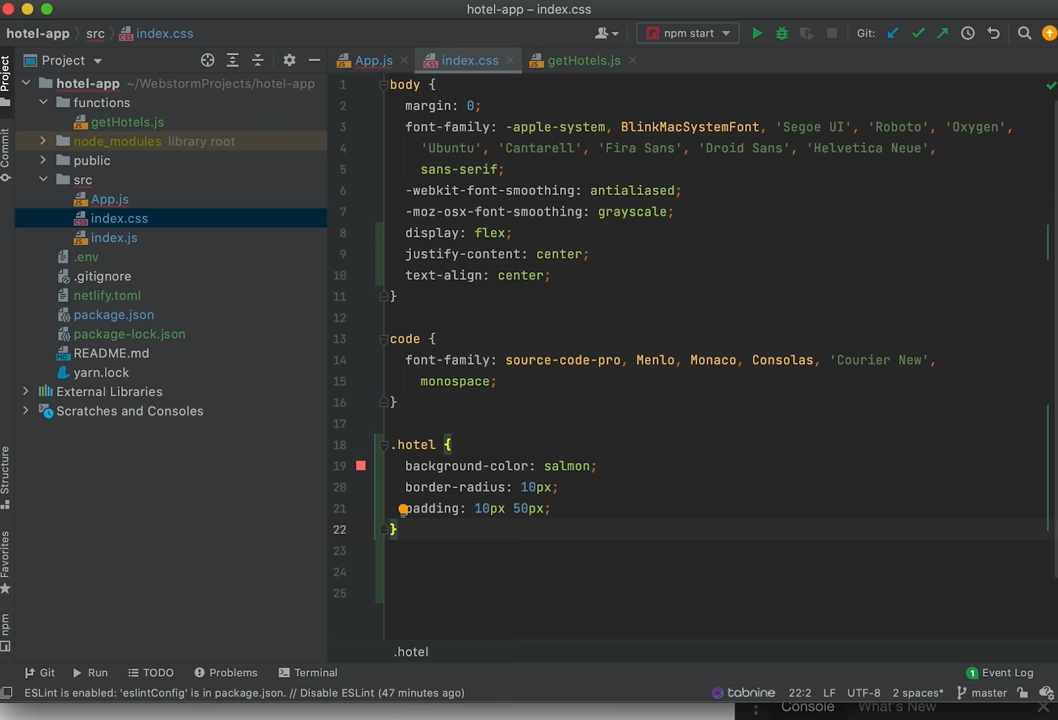 hotel-app – index.css
hotel-app
src
index.css
npm start
Git:
Project
App.js
index.css
getHotels.js
Project
Commit
Structure
Favorites
npm
hotel-app ~/WebstormProjects/hotel-app
functions
getHotels.js
node_modules library root
public
src
App.js
index.css
index.js
.env
.gitignore
netlify.toml
package.json
package-lock.json
README.md
yarn.lock
External Libraries
Scratches and Consoles
1 body {
2 margin: 0;
3 font-family: -apple-system, BlinkMacSystemFont, 'Segoe UI', 'Roboto', 'Oxygen',
4 'Ubuntu', 'Cantarell', 'Fira Sans', 'Droid Sans', 'Helvetica Neue',
5 sans-serif;
6 -webkit-font-smoothing: antialiased;
7 -moz-osx-font-smoothing: grayscale;
8 display: flex;
9 justify-content: center;
10 text-align: center;
11 }
12
13 code {
14 font-family: source-code-pro, Menlo, Monaco, Consolas, 'Courier New',
15 monospace;
16 }
17
18 .hotel {
19 background-color: salmon;
20 border-radius: 10px;
21 padding: 10px 50px;
22 }
23
24
25
.hotel
Git
Run
TODO
Problems
Terminal
1 Event Log
ESLint is enabled: 'eslintConfig' is in package.json. // Disable ESLint (47 minutes ago)
tabnine
22:2 LF UTF-8 2 spaces* master
Console
What's New